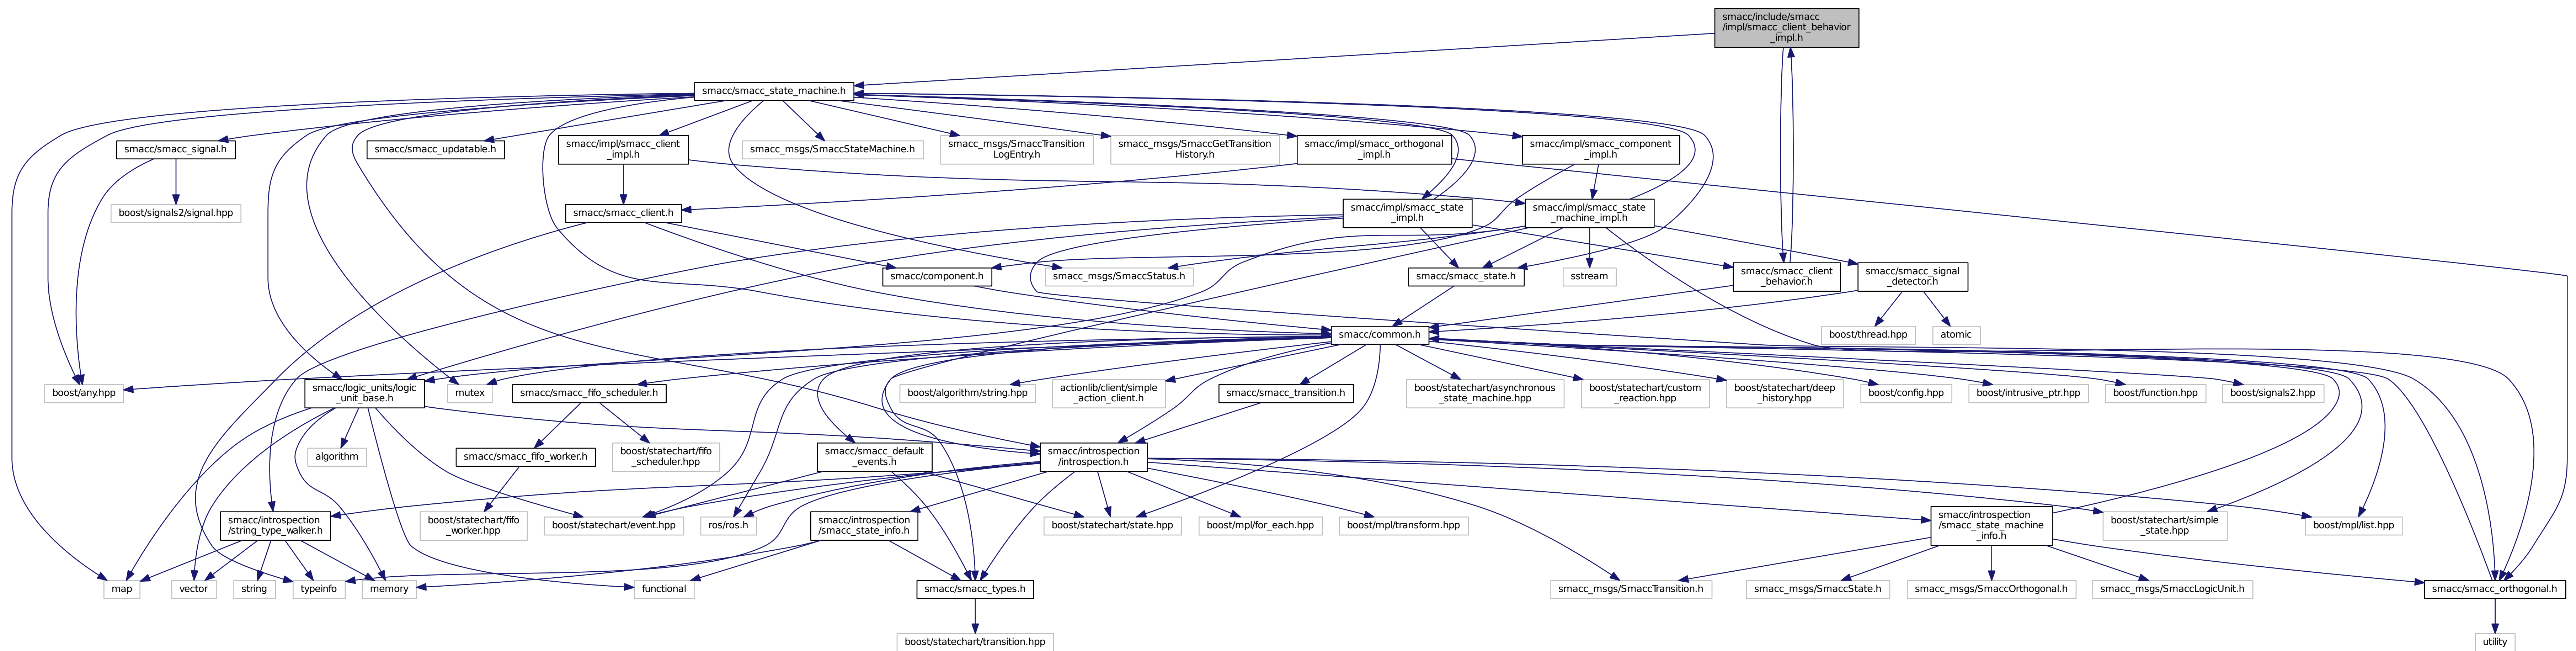 smacc/include/smacc
/impl/smacc_client_behavior
_impl.h
smacc/smacc_state_machine.h
smacc/smacc_signal.h
smacc/smacc_updatable.h
smacc/impl/smacc_client
_impl.h
smacc_msgs/SmaccStateMachine.h
smacc_msgs/SmaccTransition
LogEntry.h
smacc_msgs/SmaccGetTransition
History.h
smacc/impl/smacc_orthogonal
_impl.h
smacc/impl/smacc_component
_impl.h
boost/signals2/signal.hpp
smacc/smacc_client.h
smacc/impl/smacc_state
_impl.h
smacc/impl/smacc_state
_machine_impl.h
smacc/component.h
smacc_msgs/SmaccStatus.h
smacc/smacc_state.h
sstream
smacc/smacc_client
_behavior.h
smacc/smacc_signal
_detector.h
smacc/common.h
boost/thread.hpp
atomic
boost/any.hpp
smacc/logic_units/logic
_unit_base.h
mutex
smacc/smacc_fifo_scheduler.h
boost/algorithm/string.hpp
actionlib/client/simple
_action_client.h
smacc/smacc_transition.h
boost/statechart/asynchronous
_state_machine.hpp
boost/statechart/custom
_reaction.hpp
boost/statechart/deep
_history.hpp
boost/config.hpp
boost/intrusive_ptr.hpp
boost/function.hpp
boost/signals2.hpp
algorithm
smacc/smacc_fifo_worker.h
boost/statechart/fifo
_scheduler.hpp
smacc/smacc_default
_events.h
smacc/introspection
/introspection.h
smacc/introspection
/string_type_walker.h
boost/statechart/fifo
_worker.hpp
boost/statechart/event.hpp
ros/ros.h
smacc/introspection
/smacc_state_info.h
boost/statechart/state.hpp
boost/mpl/for_each.hpp
boost/mpl/transform.hpp
smacc/introspection
/smacc_state_machine
_info.h
boost/statechart/simple
_state.hpp
boost/mpl/list.hpp
map
vector
string
typeinfo
memory
functional
smacc/smacc_types.h
smacc_msgs/SmaccTransition.h
smacc_msgs/SmaccState.h
smacc_msgs/SmaccOrthogonal.h
smacc_msgs/SmaccLogicUnit.h
smacc/smacc_orthogonal.h
boost/statechart/transition.hpp
utility